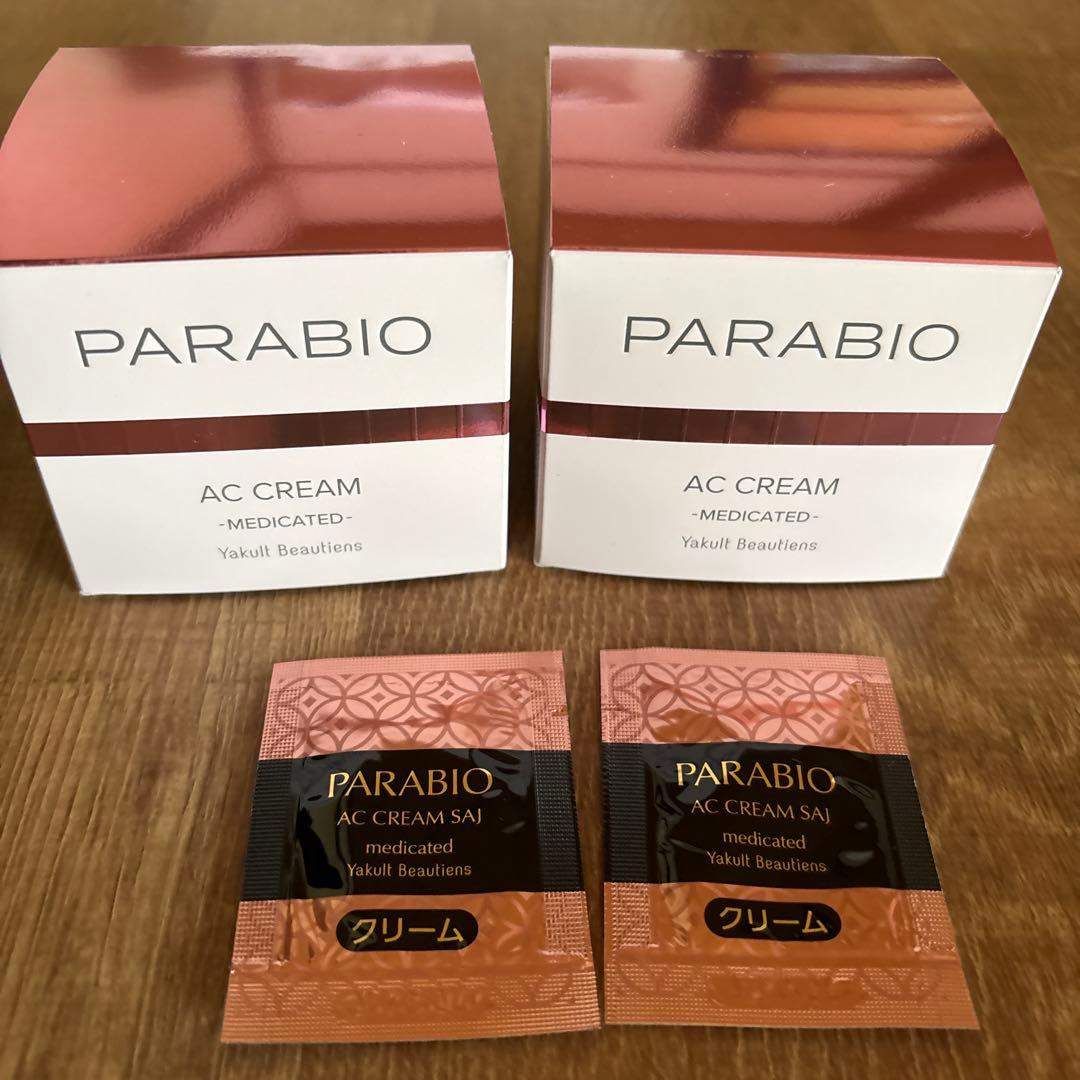 PARABIO
AC CREAM
-MEDICATED-
Yakult Beautiens
PARABIO
AC CREAM
-MEDICATED-
Yakult Beautiens
PARABIO
AC CREAM SAJ
medicated
Yakult Beautiens
クリーム
PARABIO
AC CREAM SAJ
medicated
Yakult Beautiens
クリーム